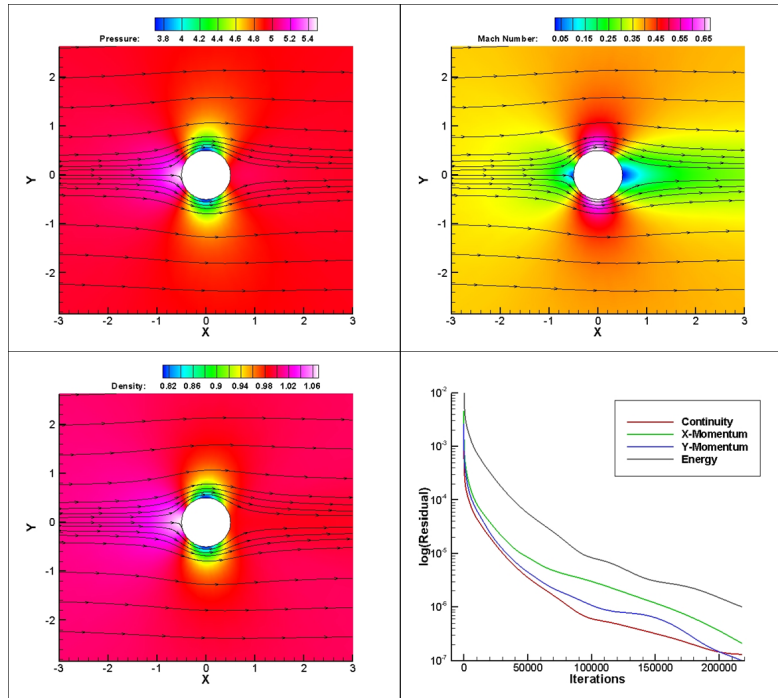 Pressure: 3.8 4 4.2 4.4 4.6 4.8 5 5.2 5.4
Y
2
1
0
-1
-2
-3 -2 -1 0 1 2 3
X
Mach Number: 0.05 0.15 0.25 0.35 0.45 0.55 0.65
Y
2
1
0
-1
-2
-3 -2 -1 0 1 2 3
X
Density: 0.82 0.86 0.9 0.94 0.98 1.02 1.06
Y
2
1
0
-1
-2
-3 -2 -1 0 1 2 3
X
log(Residual)
10-2
10-3
10-4
10-5
10-6
10-7
Continuity
X-Momentum
Y-Momentum
Energy
0 50000 100000 150000 200000
Iterations